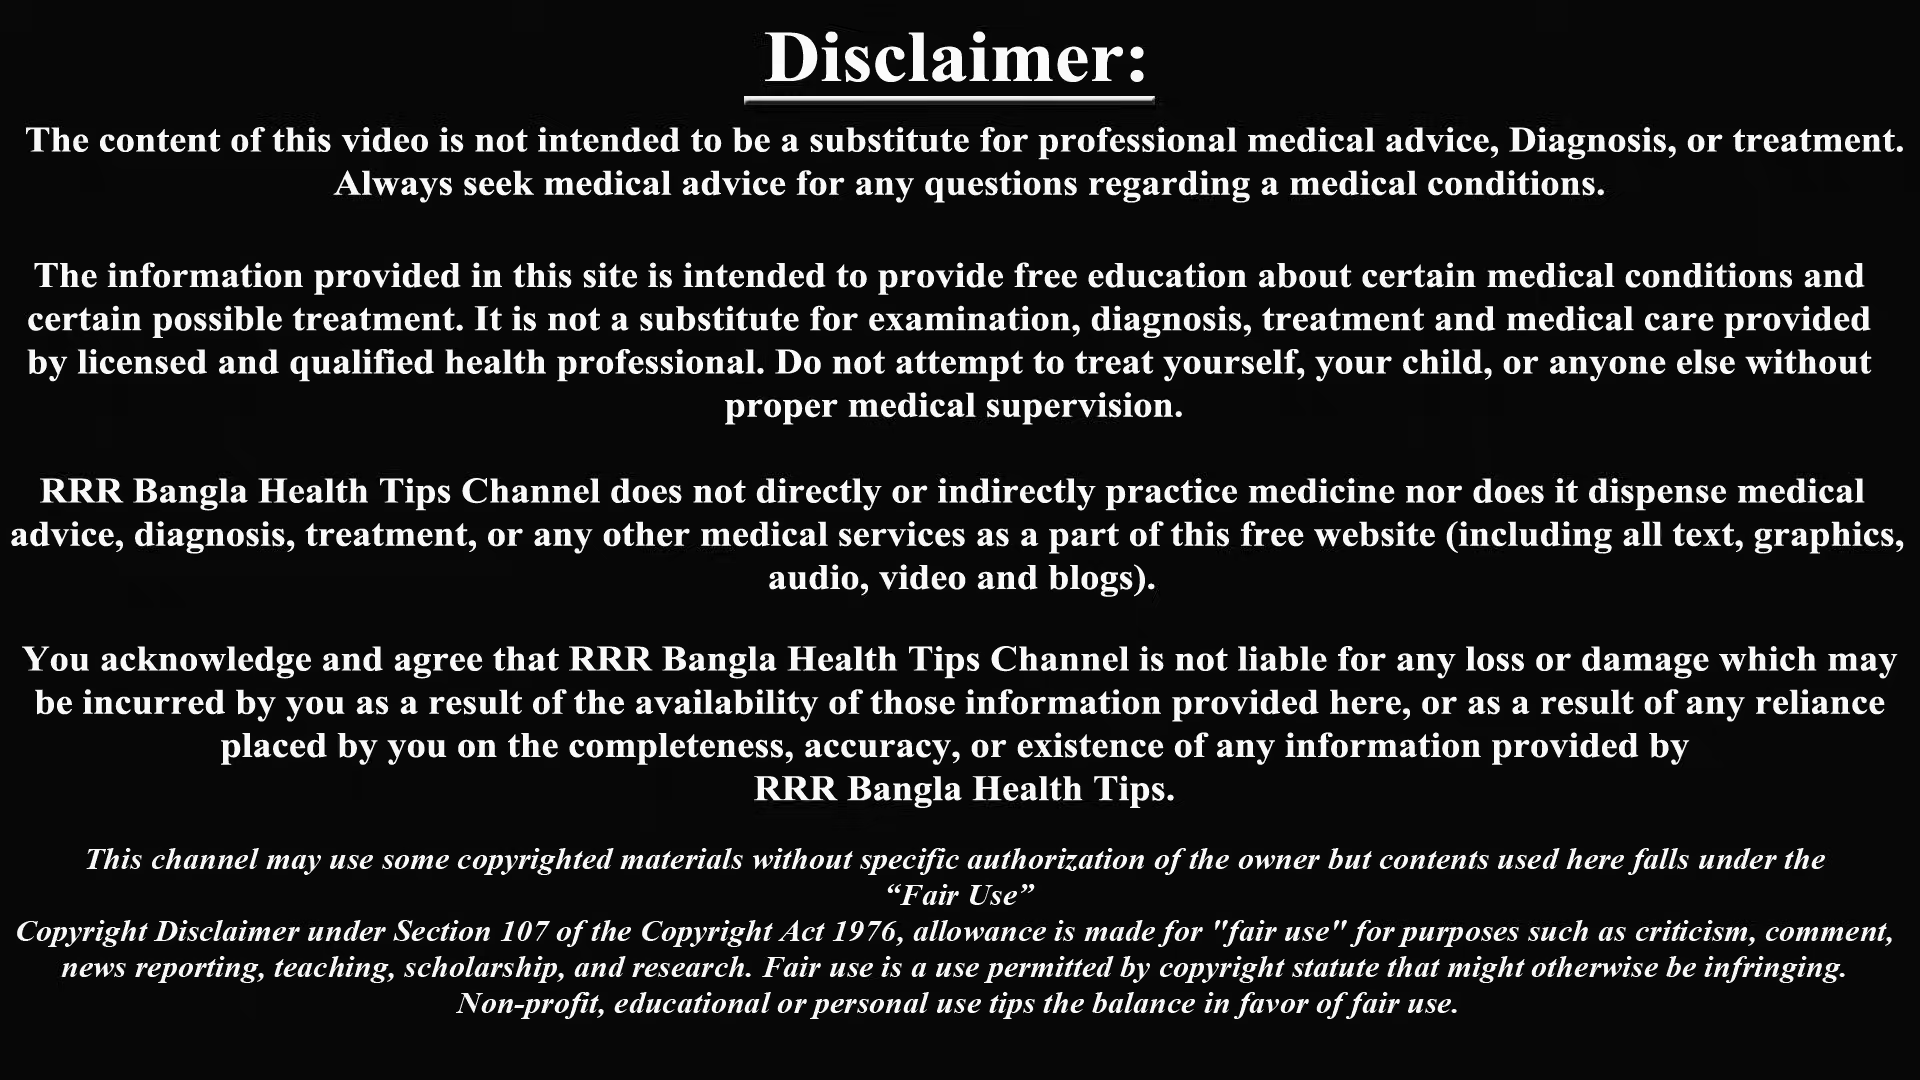 Disclaimer:
The content of this video is not intended to be a substitute for professional medical advice, Diagnosis, or treatment.
Always seek medical advice for any questions regarding a medical conditions.
The information provided in this site is intended to provide free education about certain medical conditions and
certain possible treatment. It is not a substitute for examination, diagnosis, treatment and medical care provided
by licensed and qualified health professional. Do not attempt to treat yourself, your child, or anyone else without
proper medical supervision.
RRR Bangla Health Tips Channel does not directly or indirectly practice medicine nor does it dispense medical
advice, diagnosis, treatment, or any other medical services as a part of this free website (including all text, graphics,
audio, video and blogs).
You acknowledge and agree that RRR Bangla Health Tips Channel is not liable for any loss or damage which may
be incurred by you as a result of the availability of those information provided here, or as a result of any reliance
placed by you on the completeness, accuracy, or existence of any information provided by
RRR Bangla Health Tips.
This channel may use some copyrighted materials without specific authorization of the owner but contents used here falls under the
“Fair Use”
Copyright Disclaimer under Section 107 of the Copyright Act 1976, allowance is made for "fair use" for purposes such as criticism, comment,
news reporting, teaching, scholarship, and research. Fair use is a use permitted by copyright statute that might otherwise be infringing.
Non-profit, educational or personal use tips the balance in favor of fair use.